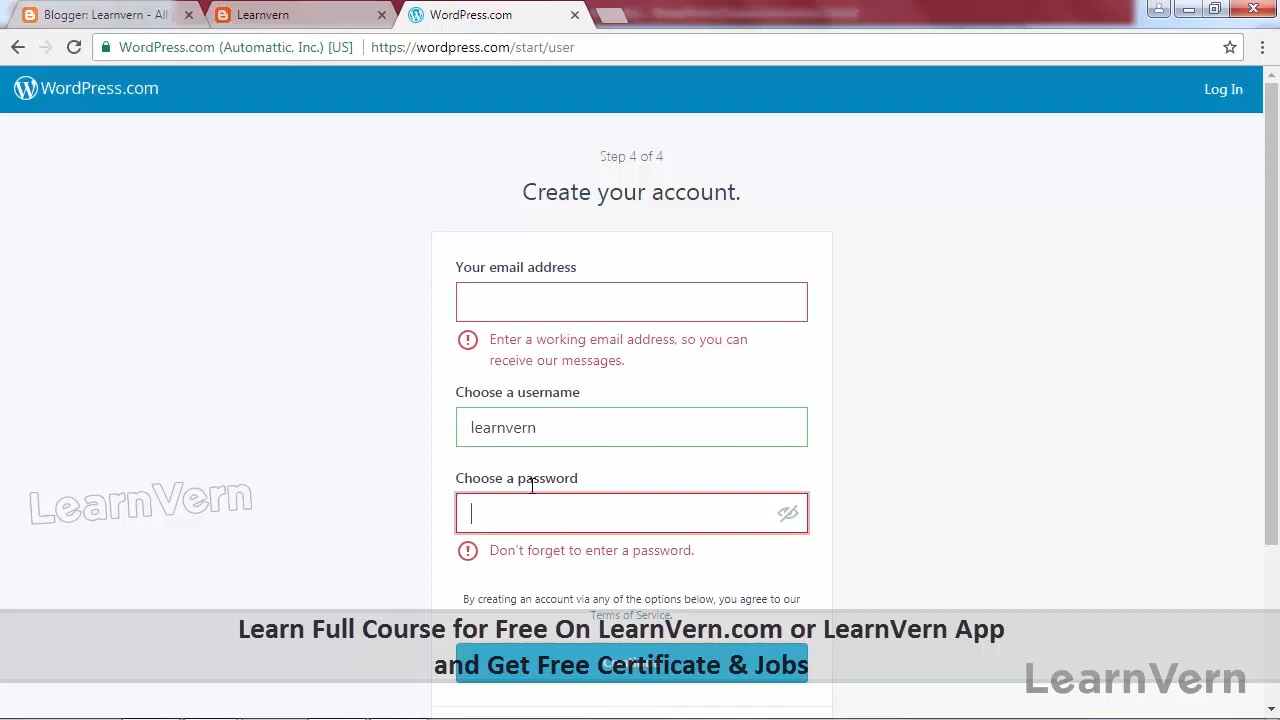 Blogger: Learnvern - All p
Learnvern
WordPress.com
WordPress.com (Automattic, Inc.) [US]
https://wordpress.com/start/user
WordPress.com
Log In
Step 4 of 4
Create your account.
Your email address
Enter a working email address, so you can
receive our messages.
Choose a username
learnvern
Choose a password
Don't forget to enter a password.
By creating an account via any of the options below, you agree to our
Terms of Service.
LearnVern
Learn Full Course for Free On LearnVern.com or LearnVern App
and Get Free Certificate & Jobs
LearnVern